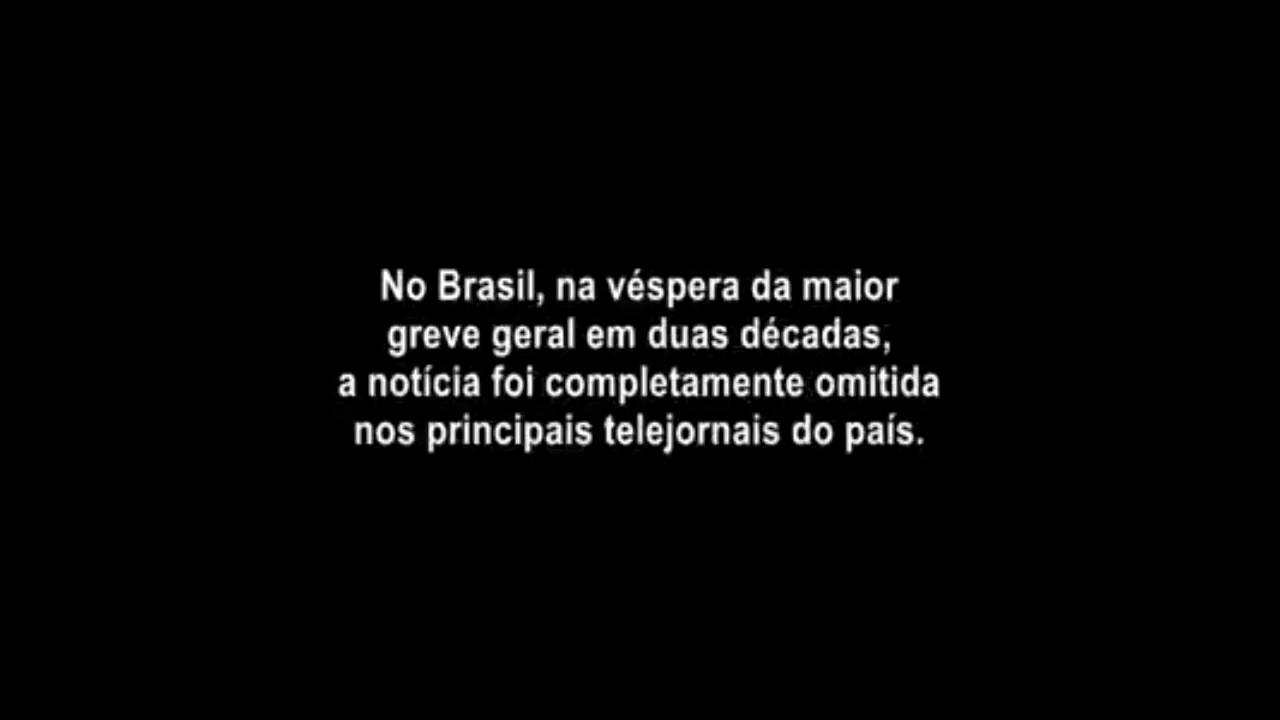 No Brasil, na véspera da maior
greve geral em duas décadas,
a notícia foi completamente omitida
nos principais telejornais do país.